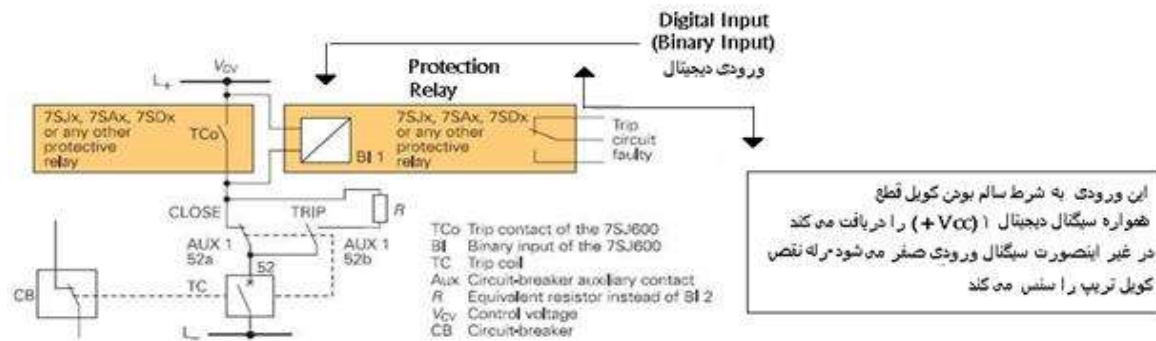 Digital Input
(Binary Input)
ورودی دیجیتال
Protection
Relay
L+
VCV
7SJx, 7SAx, 7SDx
or any other
protective
relay
TCo
BI 1
7SJx, 7SAx, 7SDx
or any other
protective
relay
Trip
circuit
faulty
CLOSE
TRIP
R
AUX 1
52a
AUX 1
52b
52
TC
CB
L–
TCo Trip contact of the 7SJ600
BI Binary input of the 7SJ600
TC Trip coil
Aux Circuit-breaker auxiliary contact
R Equivalent resistor instead of BI 2
VCV Control voltage
CB Circuit-breaker
این ورودی به شرط سالم بودن کویل قطع
همواره سیگنال دیجیتال ۱ (+Vcc) را دریافت می کند
در غیر اینصورت سیگنال ورودی صفر می شود-رله نقص
کویل تریپ را سنس می کند